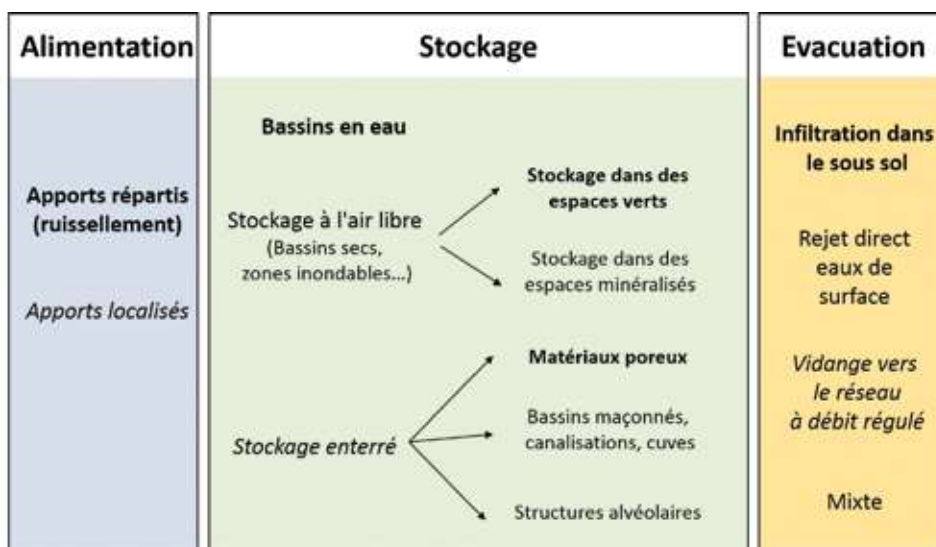 Alimentation
Apports répartis
(ruissellement)
Apports localisés
Stockage
Bassins en eau
Stockage à l'air libre
(Bassins secs,
zones inondables...)
Stockage dans des
espaces verts
Stockage dans des
espaces minéralisés
Stockage enterré
Matériaux poreux
Bassins maçonnés,
canalisations, cuves
Structures alvéolaires
Evacuation
Infiltration dans
le sous sol
Rejet direct
eaux de
surface
Vidange vers
le réseau
à débit régulé
Mixte